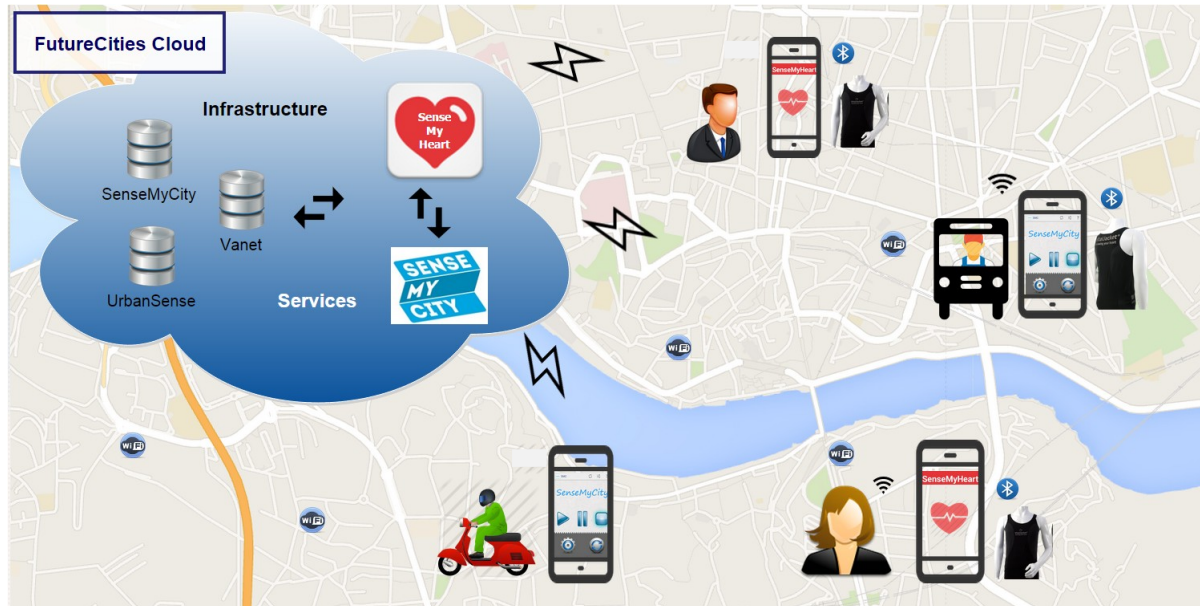 FutureCities Cloud
Infrastructure
Sense
My
Heart
SenseMyCity
Vanet
UrbanSense
Services
SENSE
MY
CITY
SenseMyHeart
SenseMyCity
WiFi
WiFi
WiFi
WiFi
WiFi
SenseMyCity
SenseMyHeart